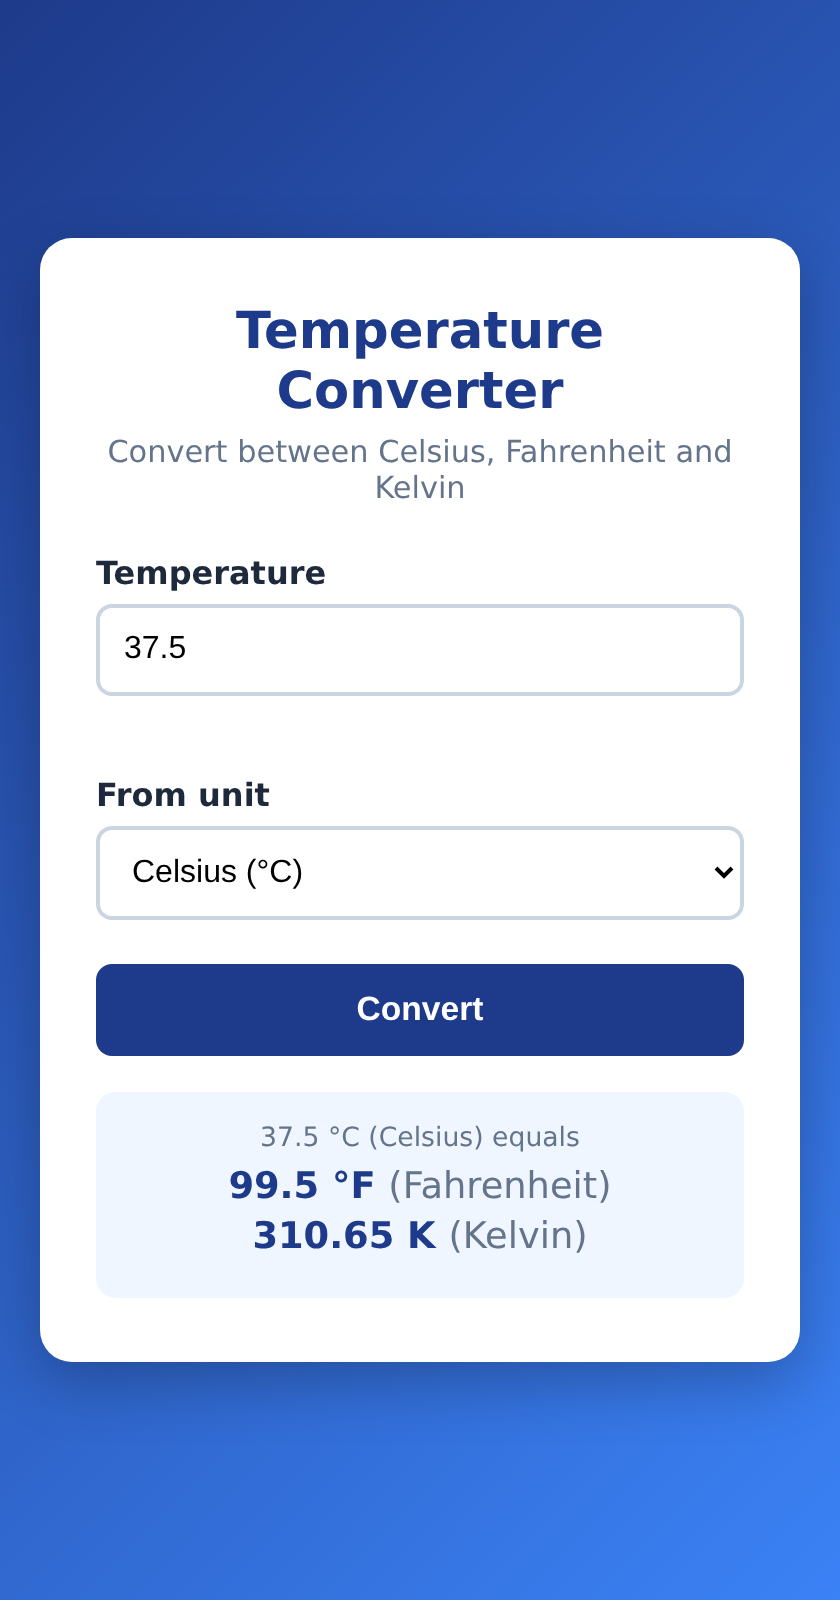 Temperature
Converter
Convert between Celsius, Fahrenheit and
Kelvin
Temperature
37.5
From unit
Celsius (°C)
Convert
37.5 °C (Celsius) equals
99.5 °F (Fahrenheit)
310.65 K (Kelvin)